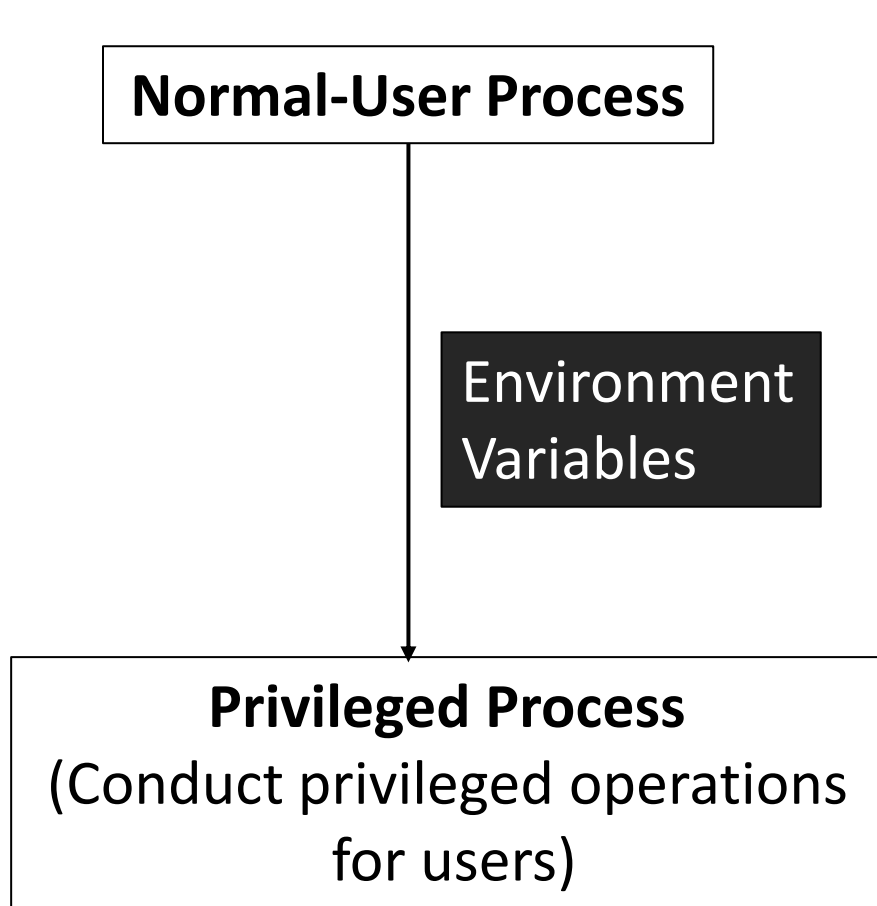 Normal-User Process
Environment
Variables
Privileged Process
(Conduct privileged operations
for users)